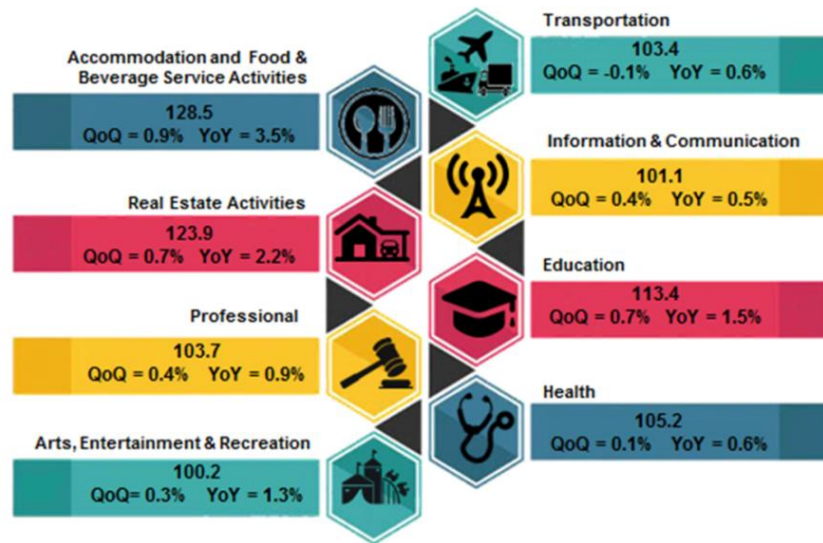 Accommodation and Food &
Beverage Service Activities
128.5
QoQ = 0.9% YoY = 3.5%
Transportation
103.4
QoQ = -0.1% YoY = 0.6%
Information & Communication
101.1
QoQ = 0.4% YoY = 0.5%
Real Estate Activities
123.9
QoQ = 0.7% YoY = 2.2%
Education
113.4
QoQ = 0.7% YoY = 1.5%
Professional
103.7
QoQ = 0.4% YoY = 0.9%
Health
105.2
QoQ = 0.1% YoY = 0.6%
Arts, Entertainment & Recreation
100.2
QoQ= 0.3% YoY = 1.3%